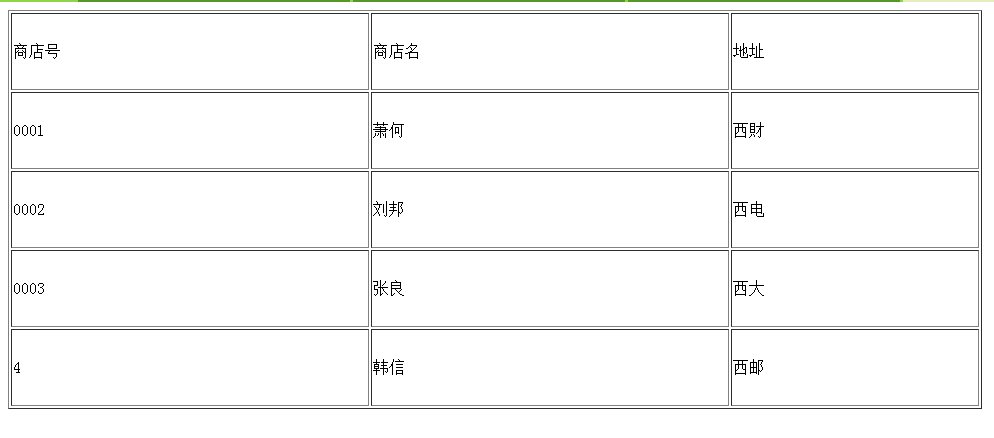 商店号 商店名 地址
0001 萧何 西财
0002 刘邦 西电
0003 张良 西大
4 韩信 西邮